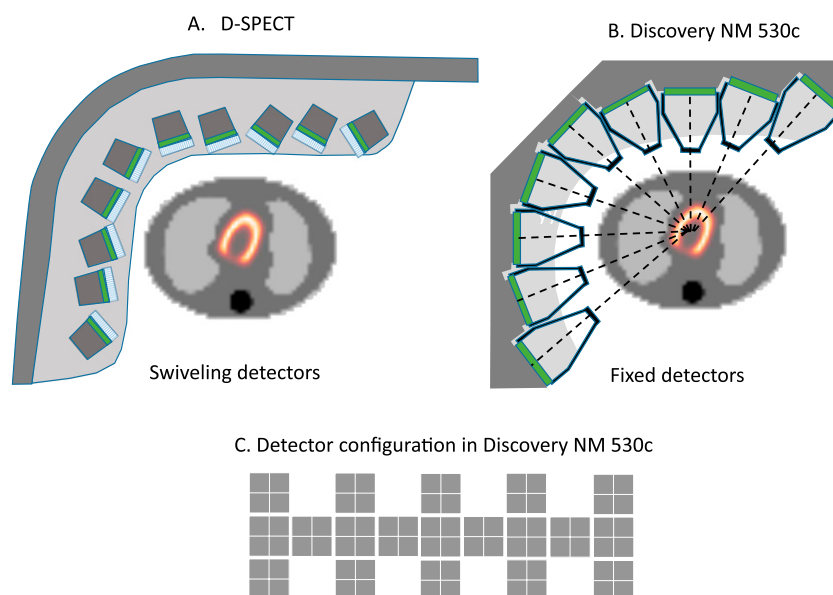 A. D-SPECT
B. Discovery NM 530c
Swiveling detectors
Fixed detectors
C. Detector configuration in Discovery NM 530c